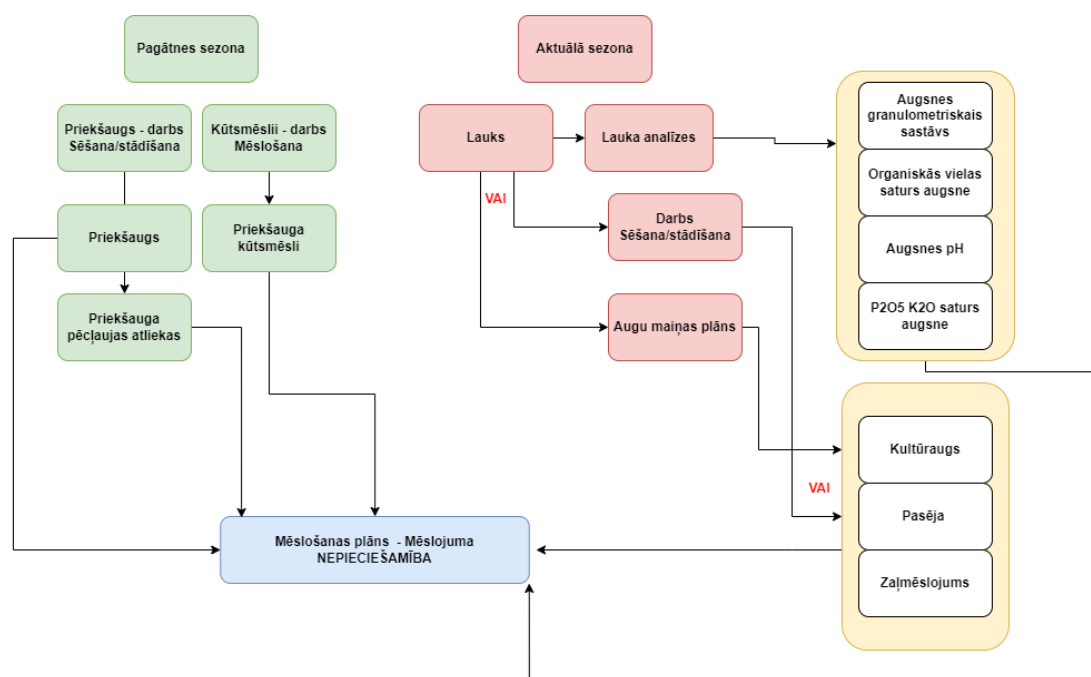 Pagātnes sezona
Aktuālā sezona
Priekšaugs - darbs
Sēšana/stādīšana
Kūtsmēslii - darbs
Mēslošana
Lauks
Lauka analīzes
Augsnes
granulometriskais
sastāvs
Organiskās vielas
saturs augsne
Augsnes pH
P2O5 K2O saturs
augsne
VAI
Darbs
Sēšana/stādīšana
Priekšaugs
Priekšauga
kūtsmēsli
Priekšauga
pēcļaujas atliekas
Augu maiņas plāns
Kultūraugs
VAI
Pasēja
Zaļmēslojums
Mēslošanas plāns - Mēslojuma
NEPIECIEŠAMĪBA